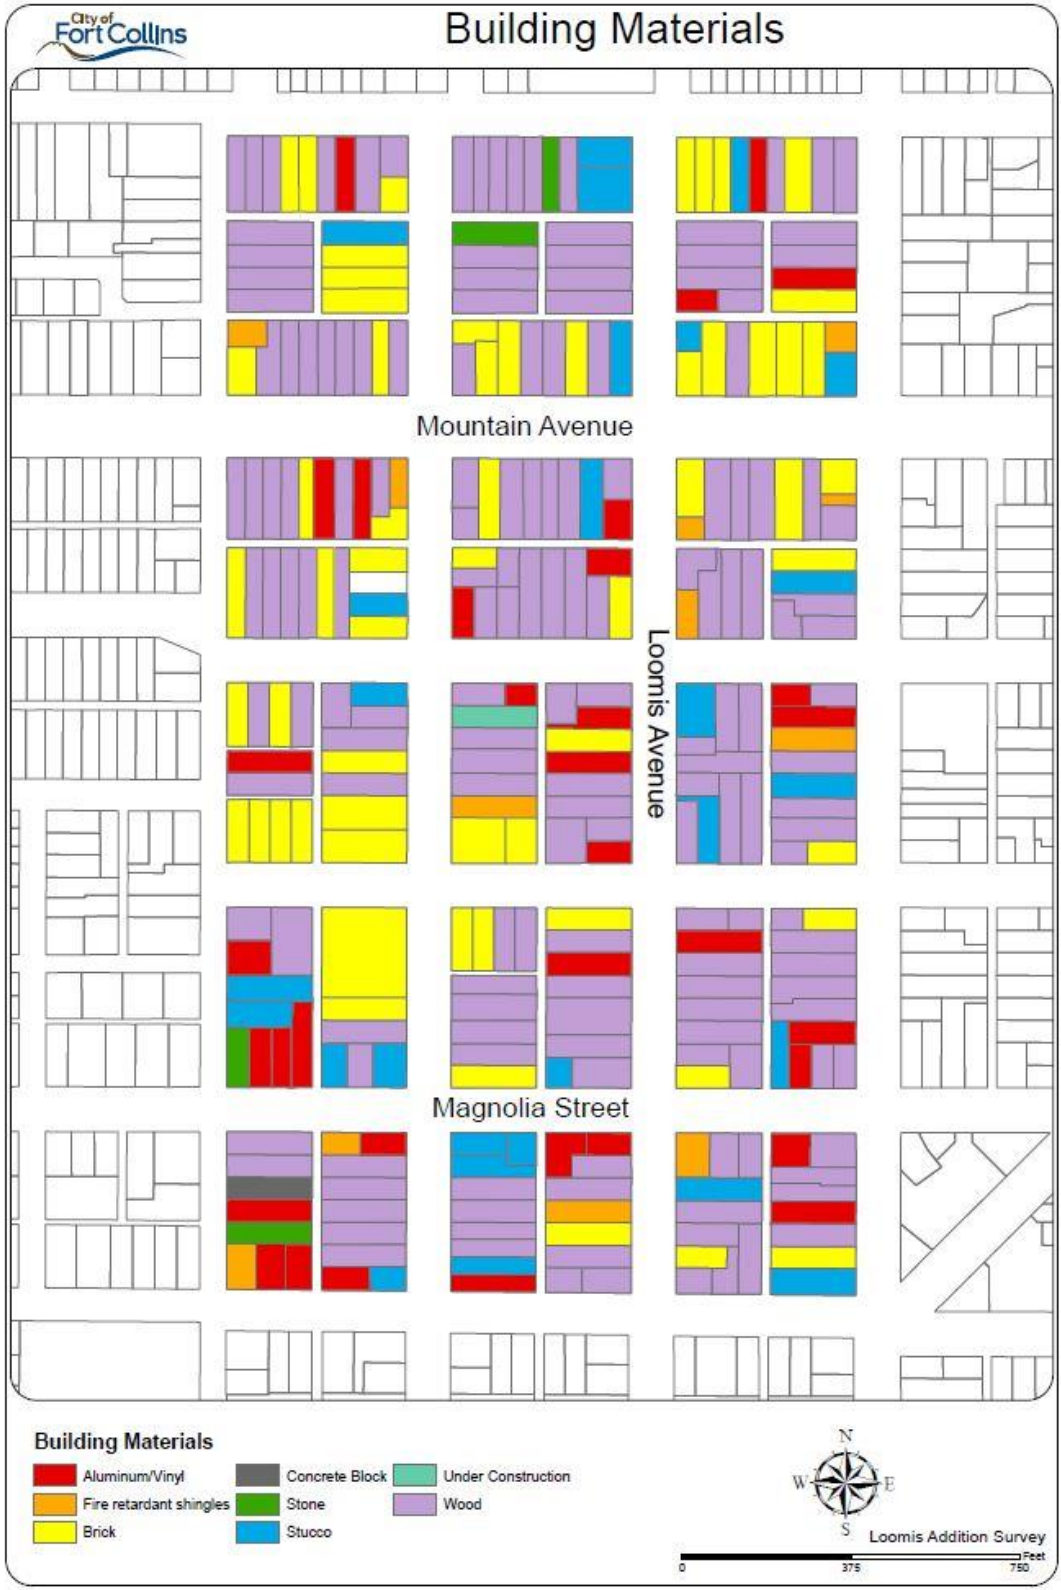 City of
Fort Collins
Building Materials
Mountain Avenue
Loomis Avenue
Magnolia Street
Building Materials
Aluminum/Vinyl
Fire retardant shingles
Brick
Concrete Block
Stone
Stucco
Under Construction
Wood
N
W E
S
Loomis Addition Survey
Feet
0 375 750